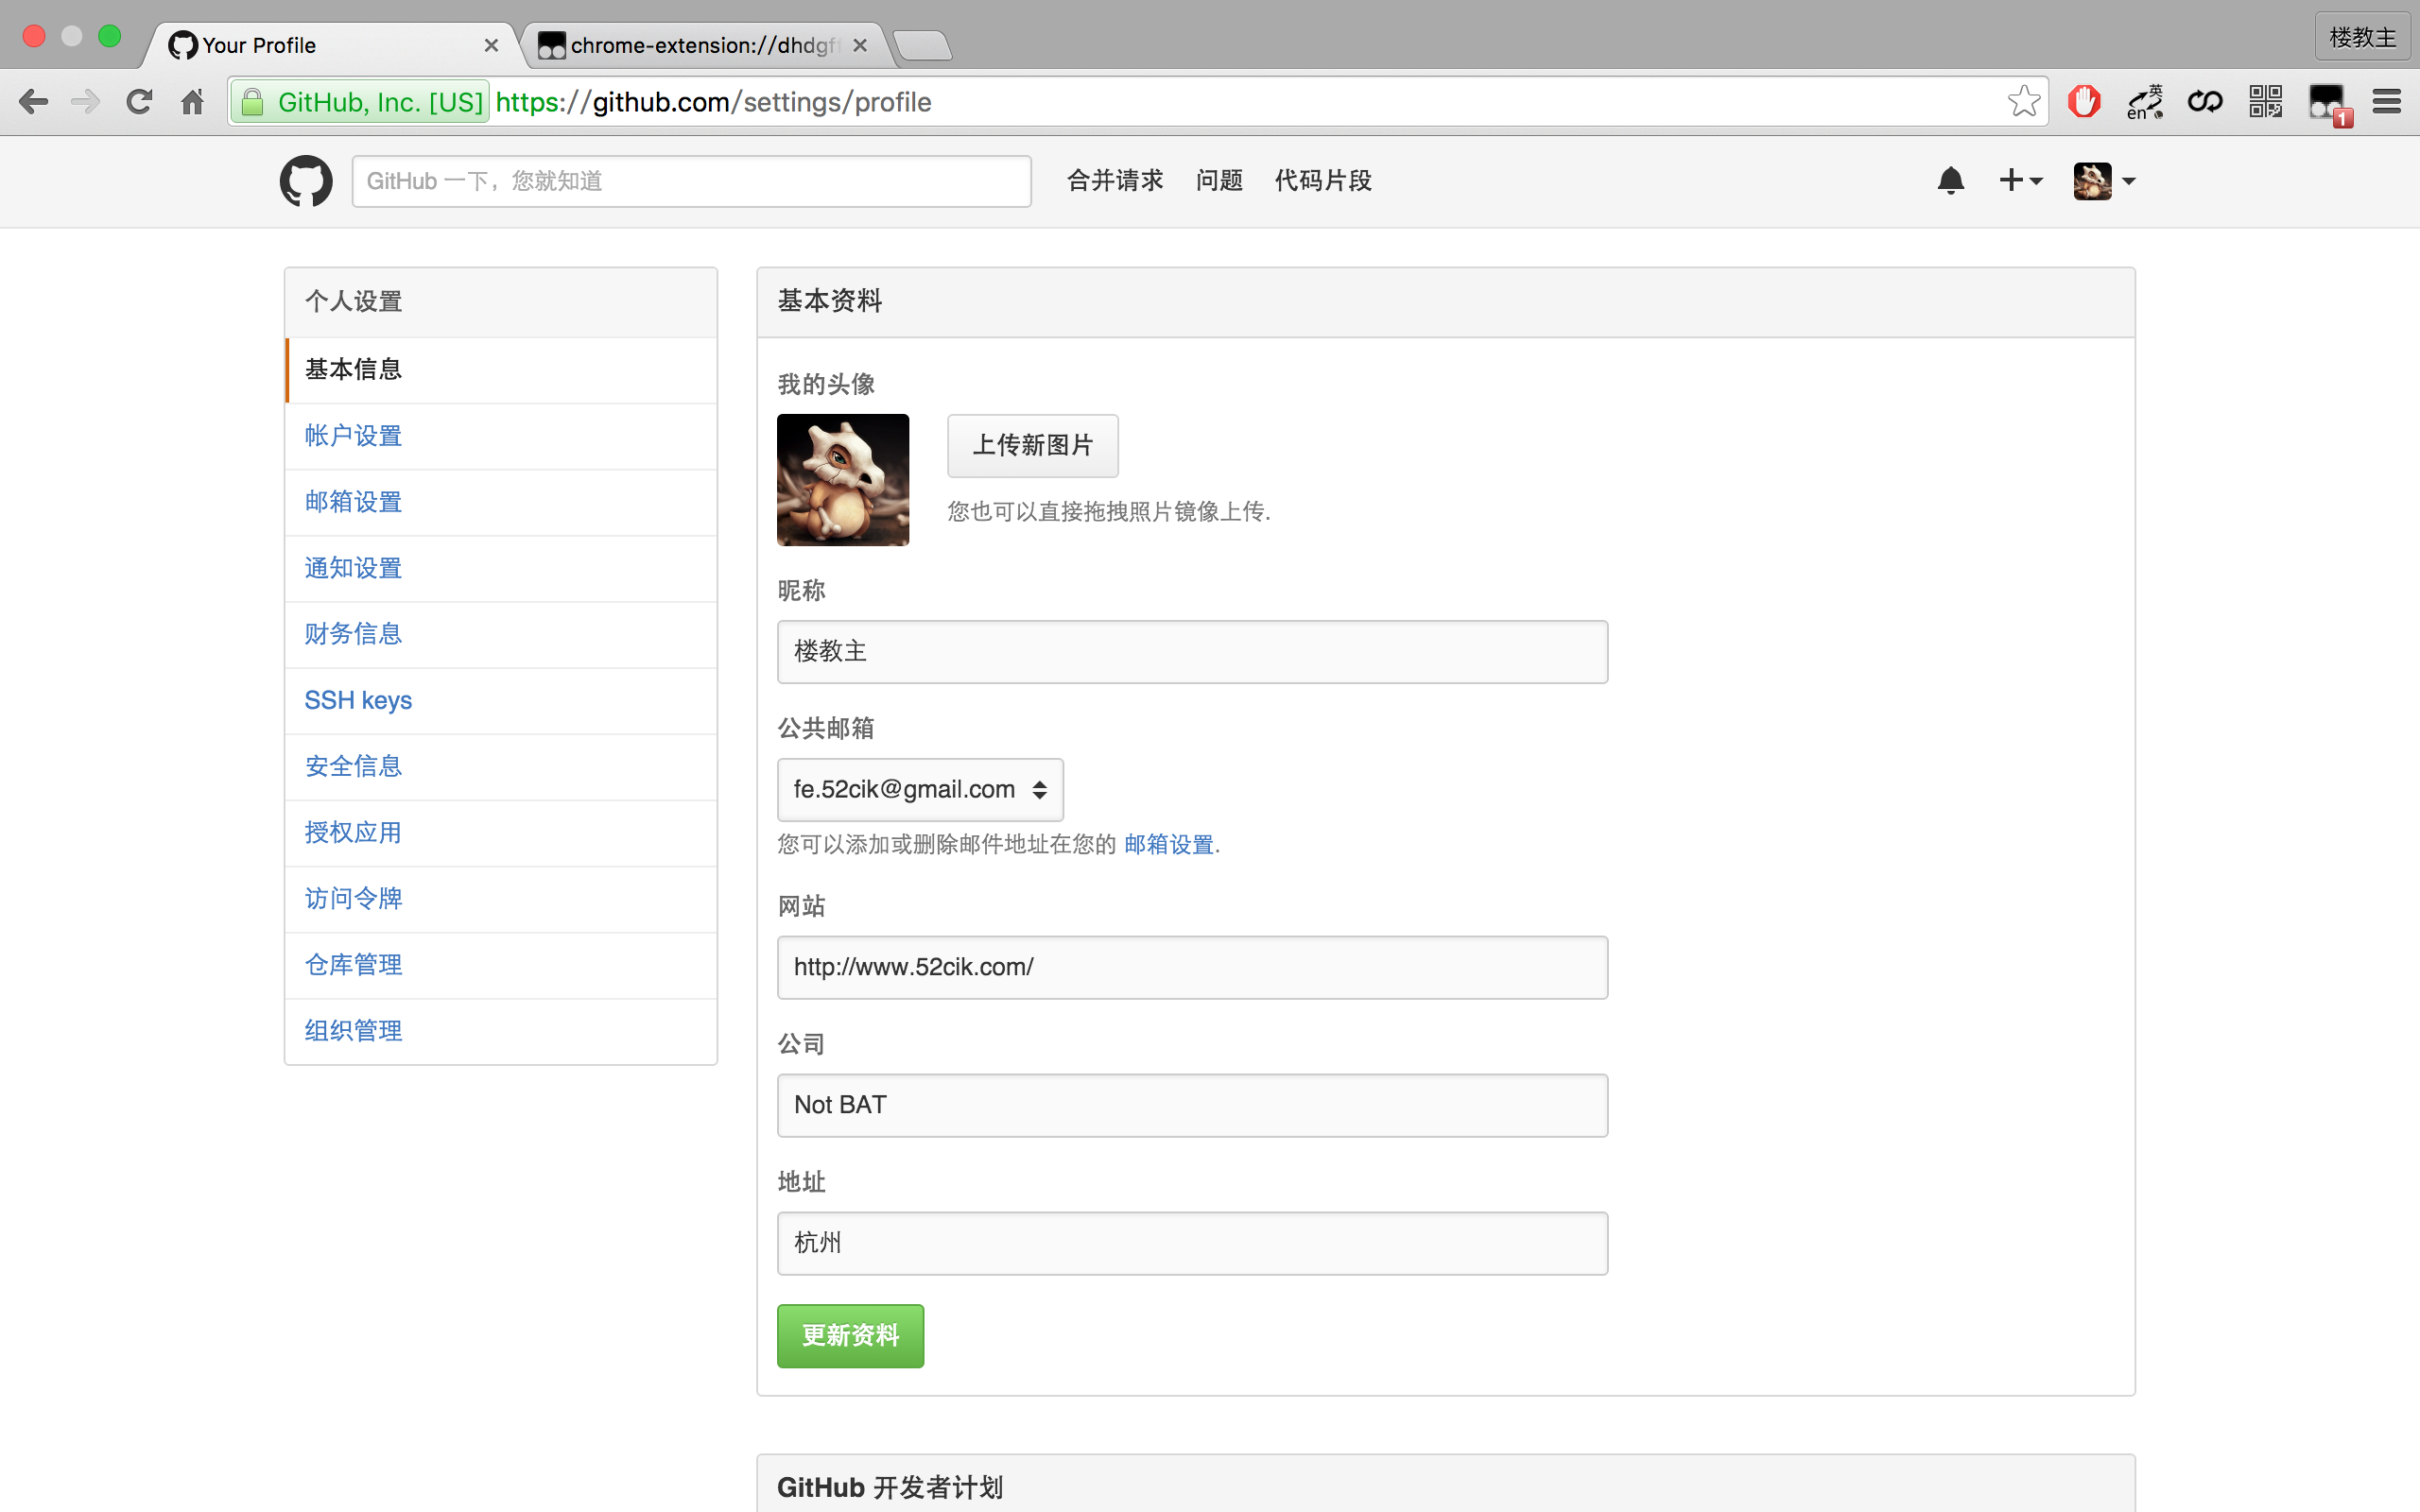 Your Profile
chrome-extension://dhdgf
楼教主
GitHub, Inc. [US] https://github.com/settings/profile
英
en
1
GitHub 一下，您就知道
合并请求 问题 代码片段
个人设置
基本信息
帐户设置
邮箱设置
通知设置
财务信息
SSH keys
安全信息
授权应用
访问令牌
仓库管理
组织管理
基本资料
我的头像
上传新图片
您也可以直接拖拽照片镜像上传.
昵称
楼教主
公共邮箱
fe.52cik@gmail.com
您可以添加或删除邮件地址在您的 邮箱设置.
网站
http://www.52cik.com/
公司
Not BAT
地址
杭州
更新资料
GitHub 开发者计划